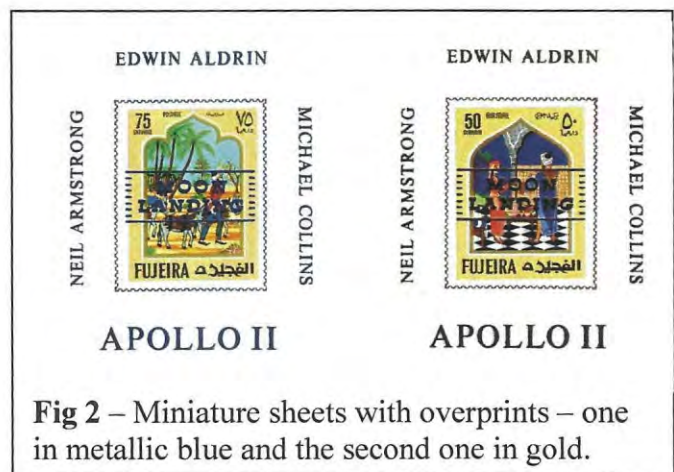 EDWIN ALDRIN
NEIL ARMSTRONG
MICHAEL COLLINS
75
٧٥
MOON
LANDING
FUJEIRA الفجيره
APOLLO II
EDWIN ALDRIN
NEIL ARMSTRONG
MICHAEL COLLINS
50
٥٠
MOON
LANDING
FUJEIRA الفجيره
APOLLO II
Fig 2 – Miniature sheets with overprints – one
in metallic blue and the second one in gold.